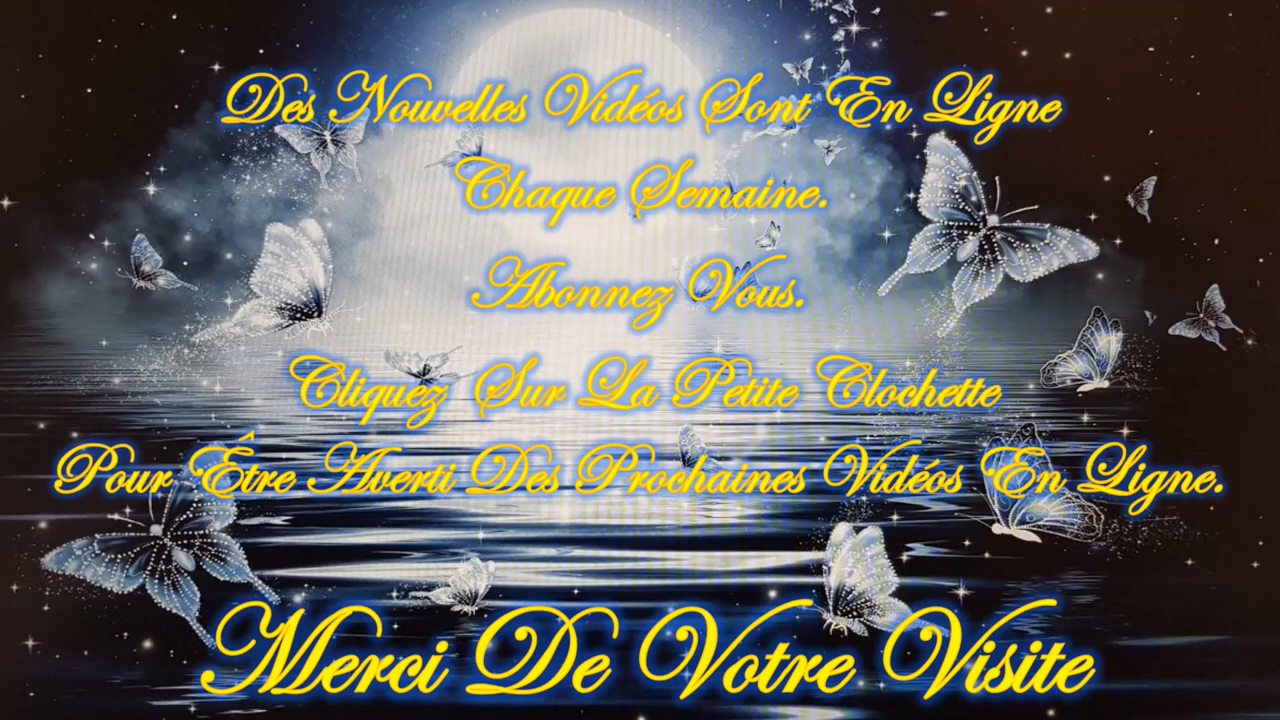 Des Nouvelles Vidéos Sont En Ligne
Chaque Semaine.
Abonnez Vous.
Cliquez Sur La Petite Clochette
Pour Être Averti Des Prochaines Vidéos En Ligne.
Merci De Votre Visite